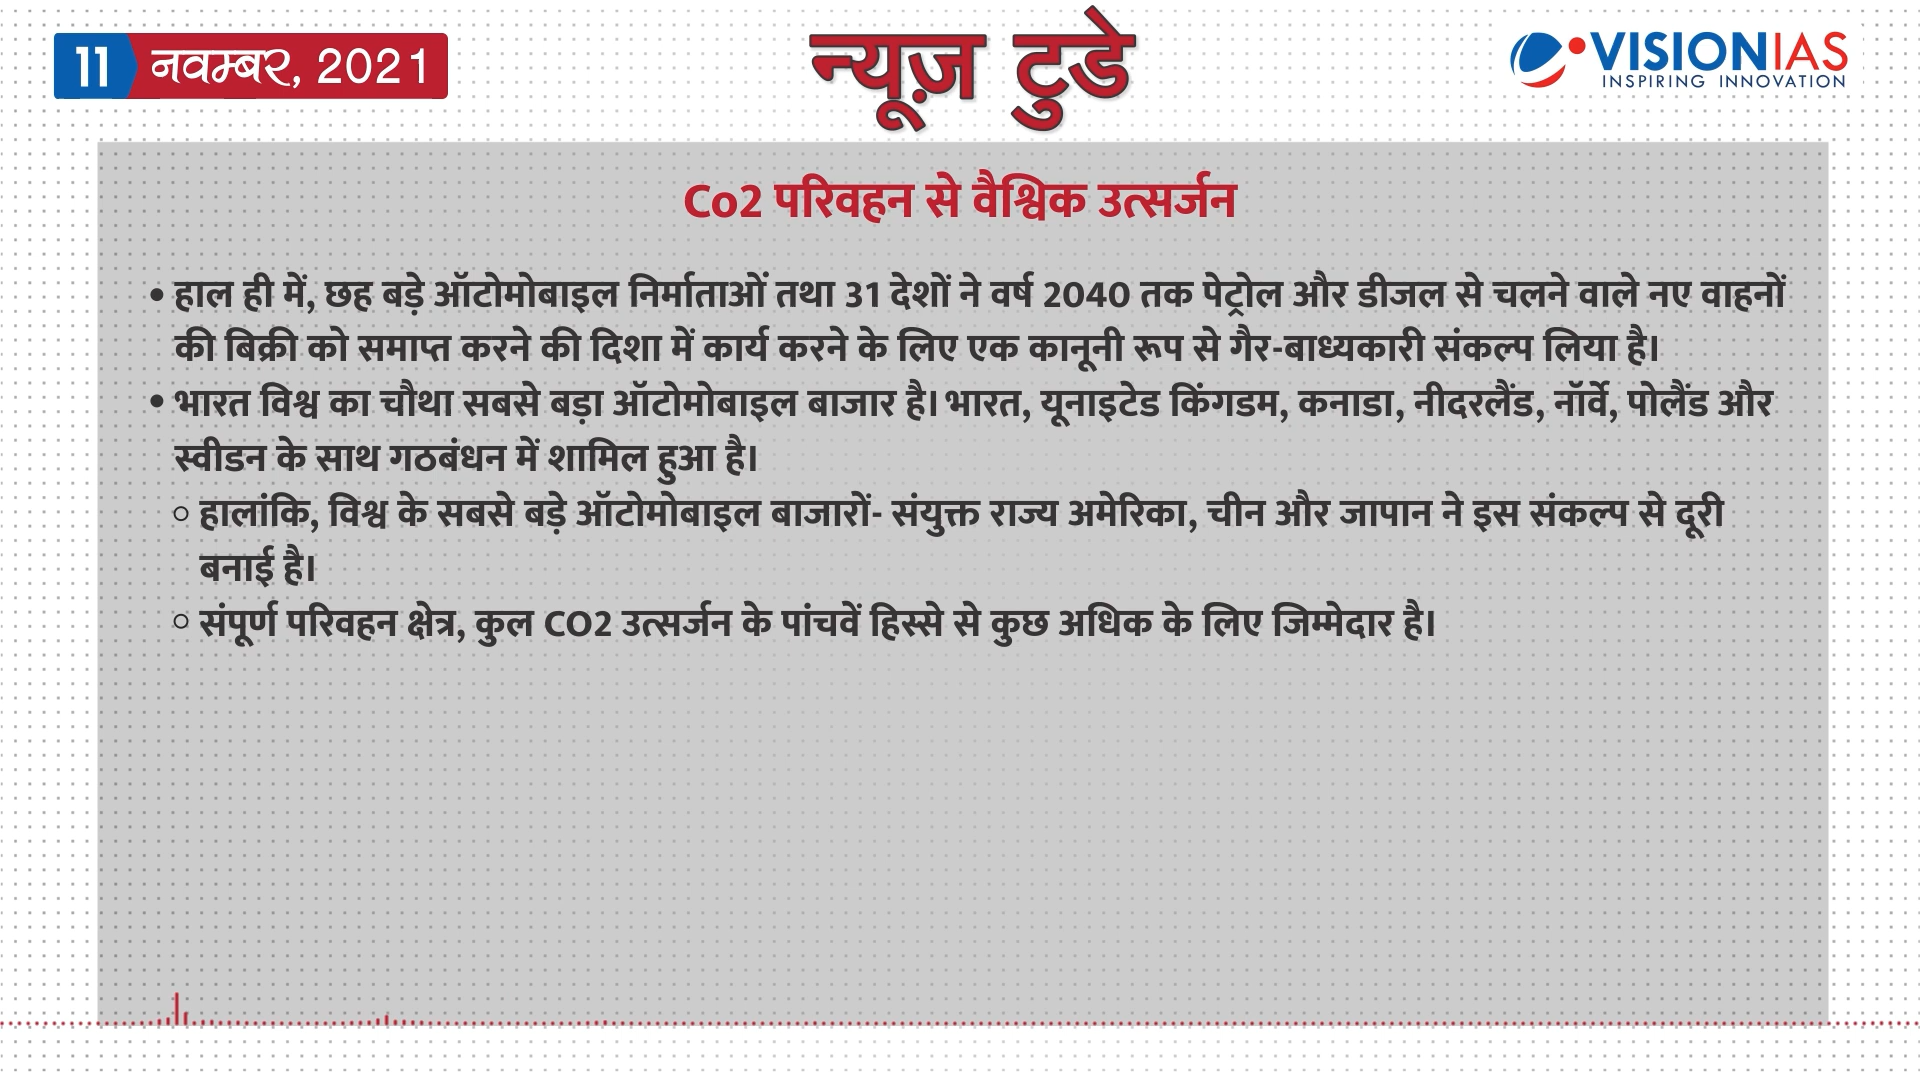 11 नवम्बर, 2021
न्यूज़ टुडे
VISIONIAS
INSPIRING INNOVATION
Co2 परिवहन से वैश्विक उत्सर्जन
• हाल ही में, छह बड़े ऑटोमोबाइल निर्माताओं तथा 31 देशों ने वर्ष 2040 तक पेट्रोल और डीजल से चलने वाले नए वाहनों
की बिक्री को समाप्त करने की दिशा में कार्य करने के लिए एक कानूनी रूप से गैर-बाध्यकारी संकल्प लिया है।
• भारत विश्व का चौथा सबसे बड़ा ऑटोमोबाइल बाजार है। भारत, यूनाइटेड किंगडम, कनाडा, नीदरलैंड, नॉर्वे, पोलैंड और
स्वीडन के साथ गठबंधन में शामिल हुआ है।
○ हालांकि, विश्व के सबसे बड़े ऑटोमोबाइल बाजारों- संयुक्त राज्य अमेरिका, चीन और जापान ने इस संकल्प से दूरी
बनाई है।
○ संपूर्ण परिवहन क्षेत्र, कुल CO2 उत्सर्जन के पांचवें हिस्से से कुछ अधिक के लिए जिम्मेदार है।